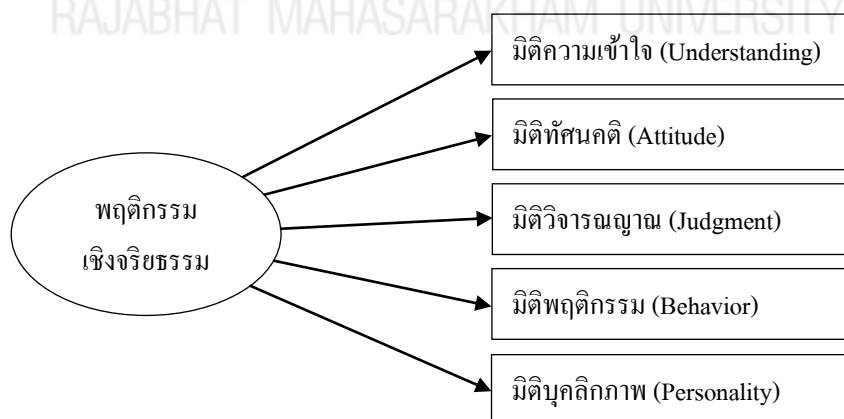 RAJABHAT MAHASARAKHAM UNIVERSITY
มิติความเข้าใจ (Understanding)
มิติทัศนคติ (Attitude)
พฤติกรรม
เชิงจริยธรรม
มิติวิจารณญาณ (Judgment)
มิติพฤติกรรม (Behavior)
มิติบุคลิกภาพ (Personality)